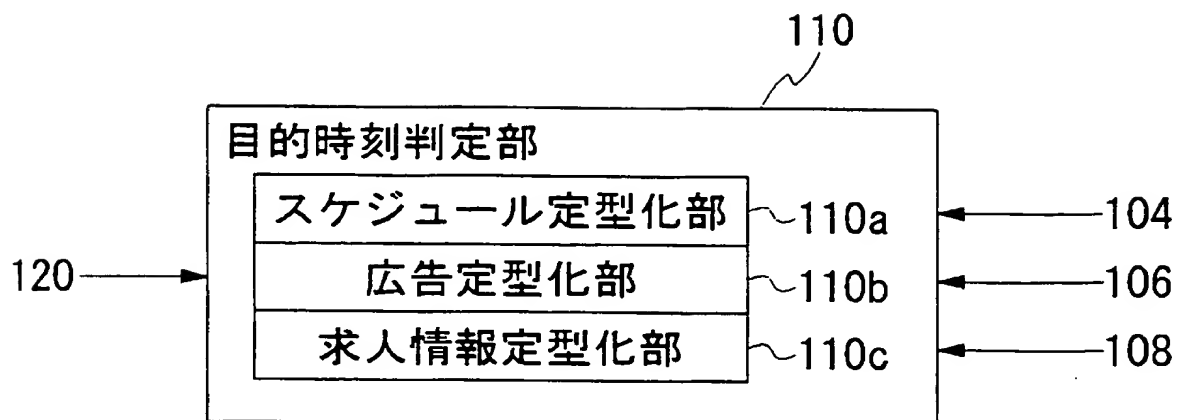 110
目的時刻判定部
スケジュール定型化部 110a 104
120 広告定型化部 110b 106
求人情報定型化部 110c 108